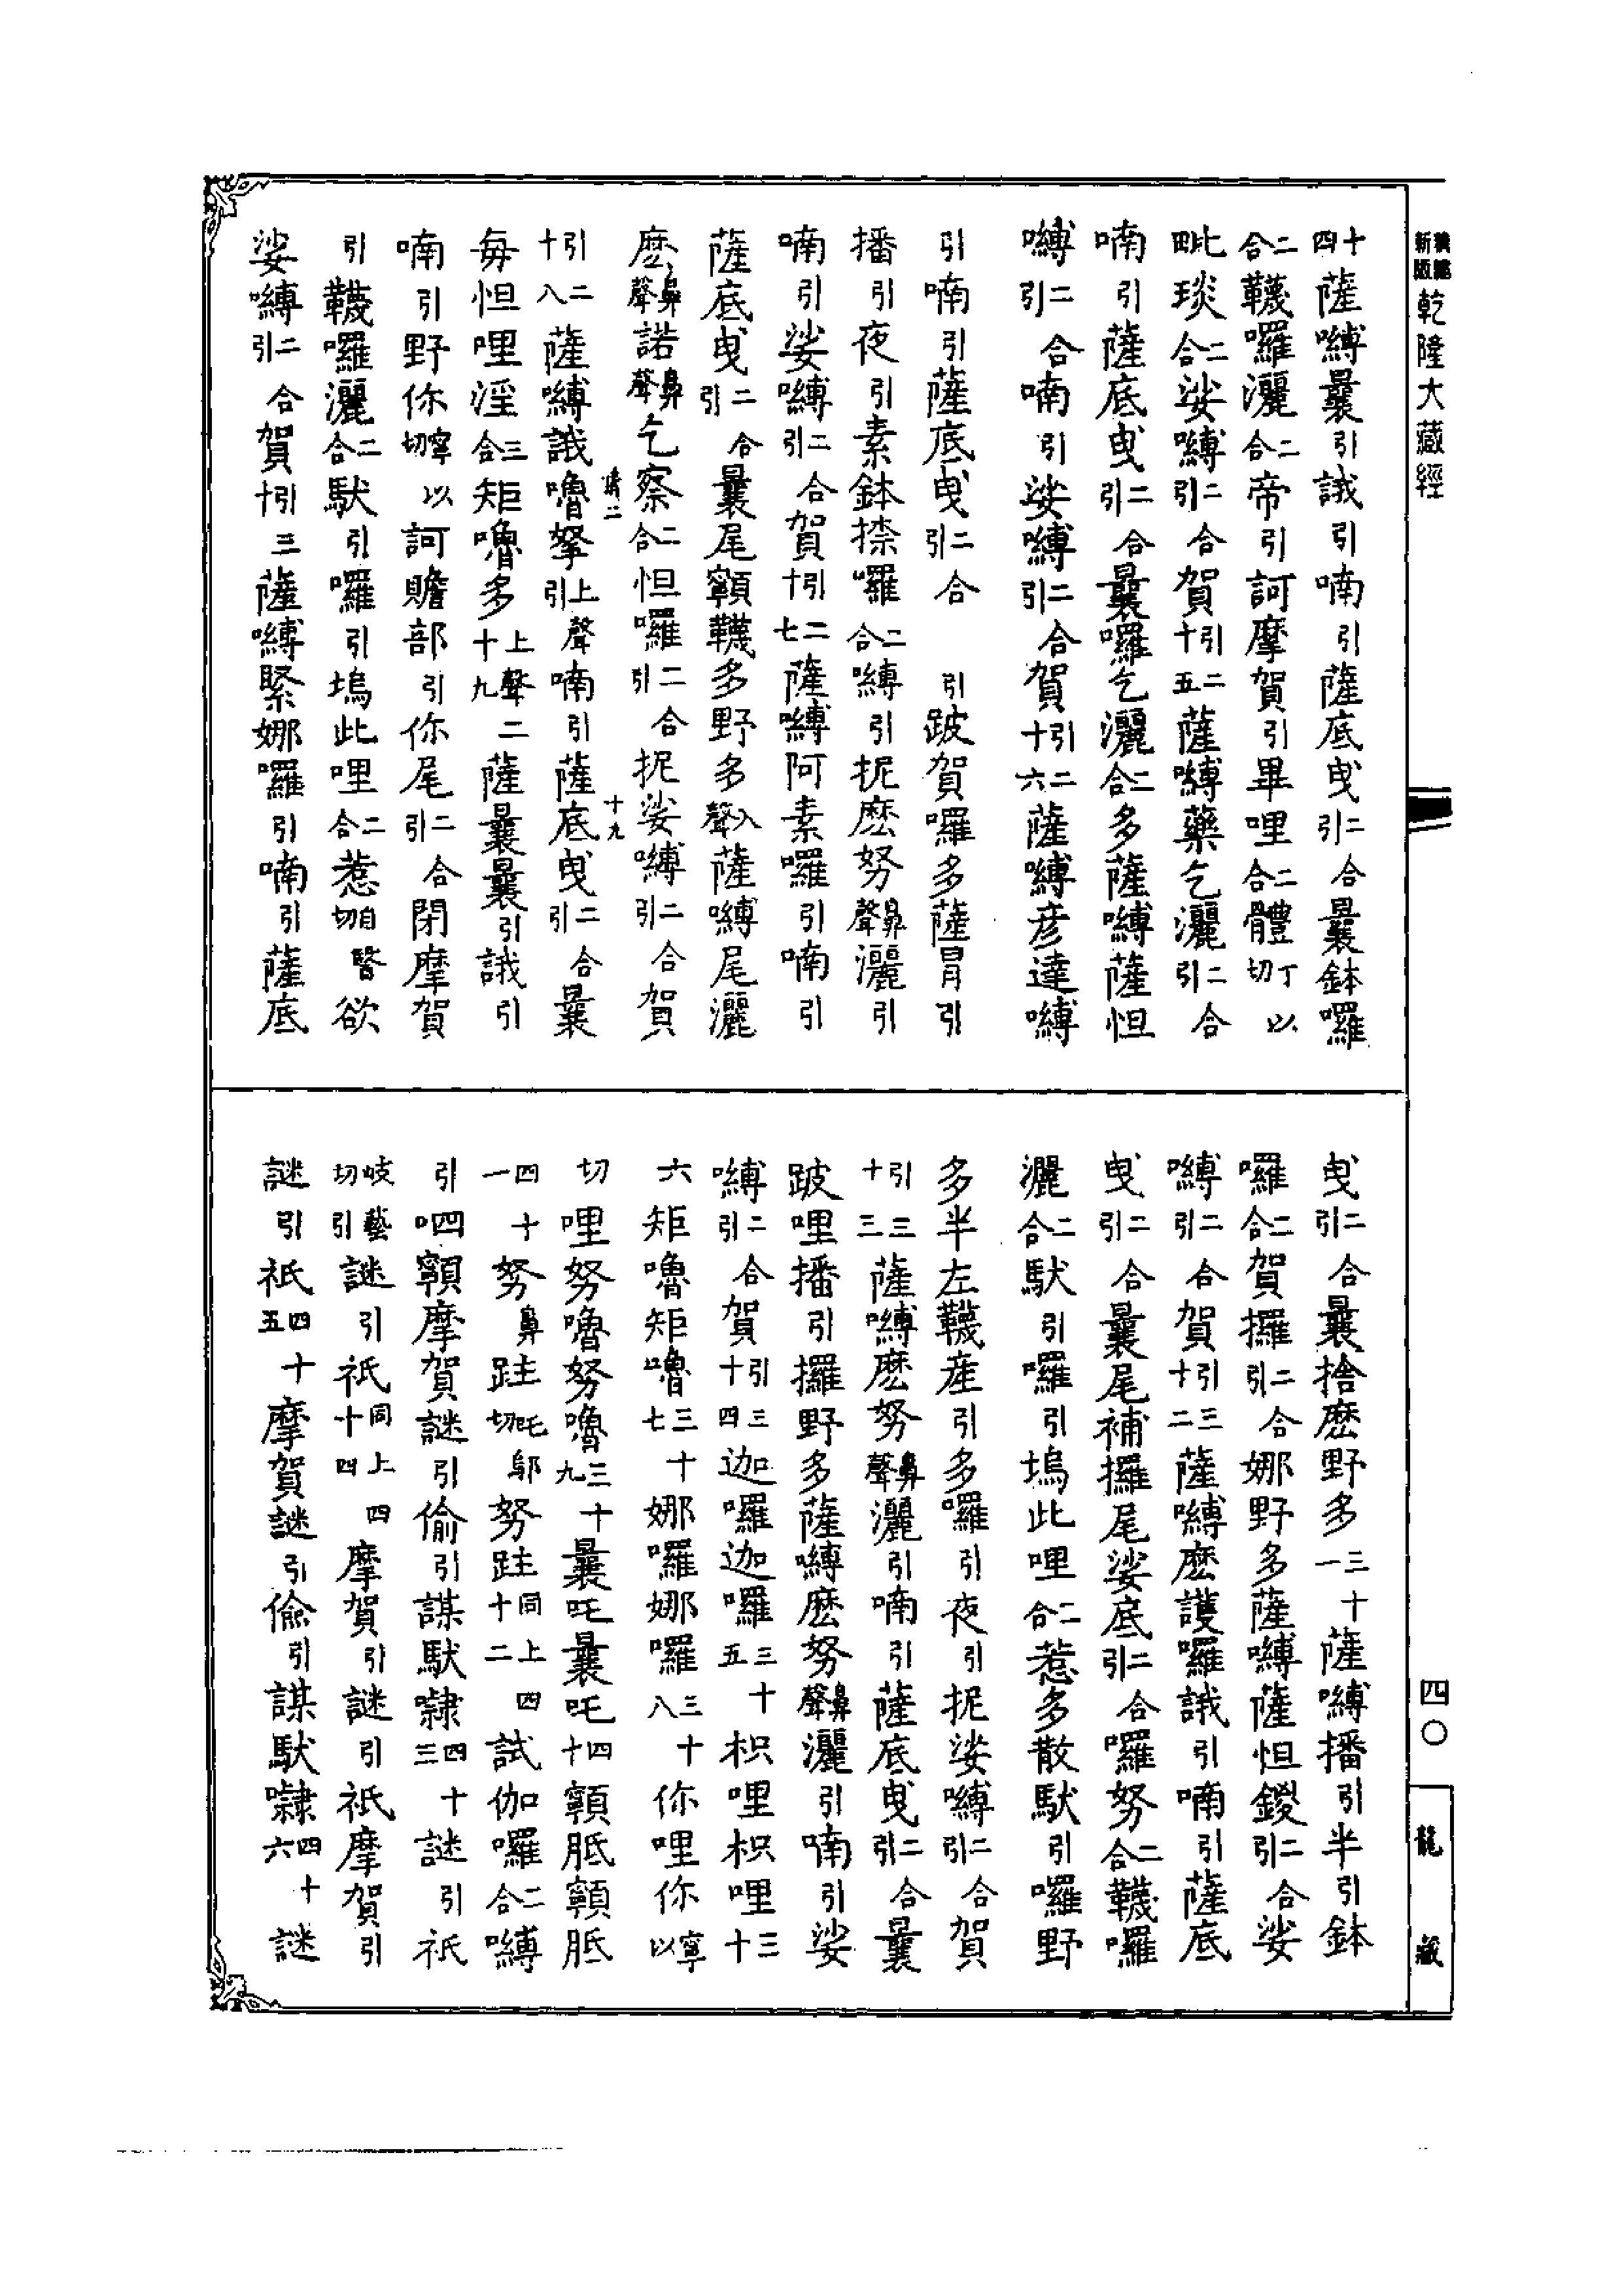 新纂縮版乾隆大藏經
四十薩嚩曩引誐引喃引薩底曳二合引曩鉢囉
二合韈囉灑二合帝引訶摩賀引畢哩二合體丁以切
毗琰二合娑嚩二合引賀引二十五薩嚩藥乞灑二合引
喃引薩底曳二合引曩囉乞灑二合多薩嚩薩怛
嚩二合引喃引娑嚩二合引賀引二十六薩嚩彦達嚩
引喃引薩底曳二合引跛賀囉多薩胃引
播引夜引素鉢捺囉二合嚩引抳麽努鼻聲灑引
喃引娑嚩二合引賀引二十七薩嚩阿素囉引喃引
薩底曳二合引曩尾顐韈多野多入聲薩嚩尾灑
麽鼻聲諾鼻聲乞察二合怛囉二合引抳娑嚩二合引賀
引二十八薩嚩誐嚕拏上聲引喃引薩底曳二合引曩
每怛哩淫三合矩嚕多上聲二十九薩曩曩引誐引
喃引野你寧以切訶贍部引你尾二合引閉摩賀
引韈囉灑二合馱引囉引塢此哩二合惹自哲切欲
娑嚩二合引賀引三十薩嚩緊娜囉引喃引薩底
曳二合引曩捨麽野多三十一薩嚩播引半引鉢
囉二合賀攞二合引娜野多薩嚩薩怛鑁二合引娑
嚩二合引賀引三十二薩嚩麽護囉誐引喃引薩底
曳二合引曩尾補攞尾娑底二合引囉努二合韈囉
灑二合馱引囉引塢此哩二合惹多散馱引囉野
多半左韈産引多囉引夜引抳娑嚩二合引賀
引三十三薩嚩麽努鼻聲灑引喃引薩底曳二合引曩
跛哩播引攞野多薩嚩麽努鼻聲灑引喃引娑
嚩二合引賀引三十四迦囉迦囉三十五枳哩枳哩三十
六矩嚕矩嚕三十七娜囉娜囉三十八你哩你寧以
切哩努嚕努嚕三十九曩吒曩吒四十顐胝顐胝
四十一努鼻跓吒鄔切努跓同上四十二試伽囉二合嚩
引呬顐摩賀謎引偷引謀馱㘑四十三謎引祇
岐藝切引謎引祇同上四十四摩賀引謎引祇摩賀引
謎引祇四十五摩賀謎引偷引謀馱㘑四十六謎
四〇
龍藏